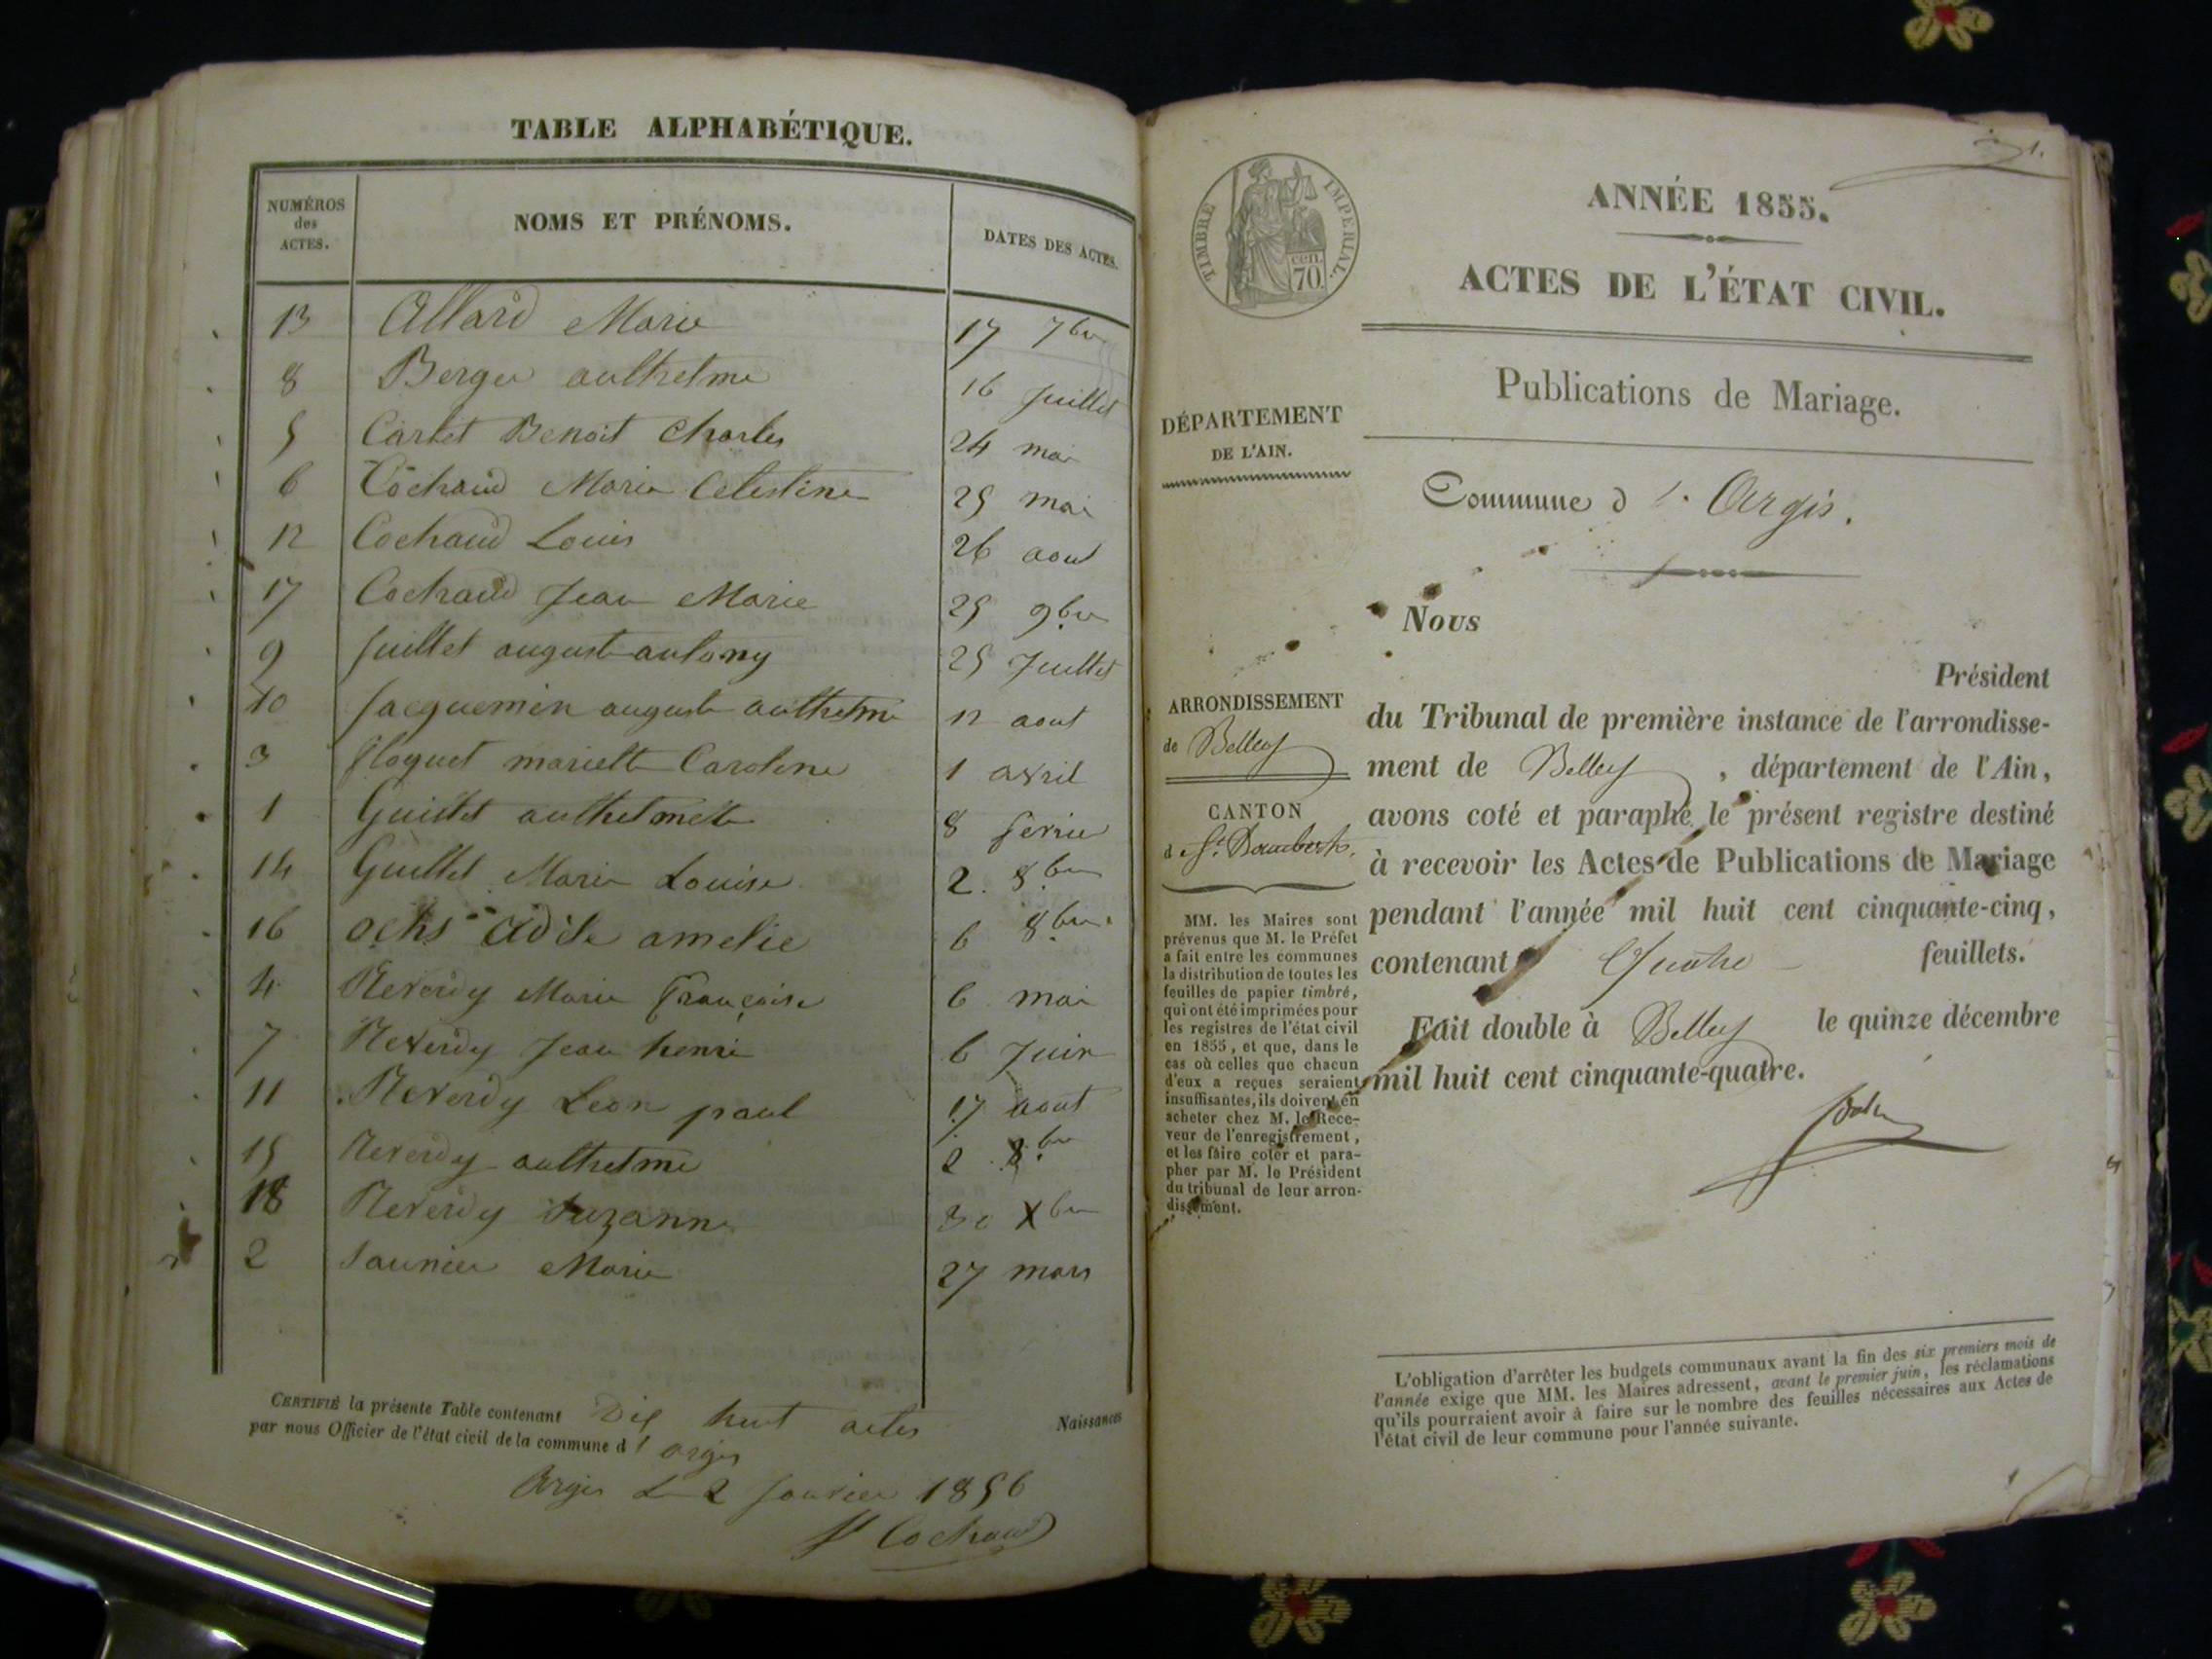 TABLE ALPHABÉTIQUE.
NUMÉROS des ACTES. NOMS ET PRÉNOMS. DATES DES ACTES.
13 Allard Marie 17 7bre
8 Berger anthelme 16 Juillet
5 Carlet Benoit Charles 24 mai
6 Cochaud Marie Celestine 25 mai
12 Cochaud Louis 26 aout
17 Cochaud Jean Marie 25 9bre
9 Juillet august antony 25 Juillet
10 Jacquemin auguste anthelme 12 aout
3 floquet mariette Caroline 1 avril
1 Guillet anthelmette 8 fevrier
14 Guillet Marie Louise 2. 8bre
16 Ochs Adèle amelie 6 8bre
4 Reverdy Marie Françoise 6 mai
7 Reverdy Jean henri 6 Juin
11 Reverdy Leon paul 17 aout
15 Reverdy anthelme 2 8bre
18 Reverdy Suzanne 30 Xbre
2 Saunier Marie 27 mars
CERTIFIÉ la présente Table contenant Dix huit actes Naissances
par nous Officier de l'état civil de la commune d'argis
Argis Le 2 Janvier 1856
Cochaud
1.
TIMBRE IMPERIAL.
cen.
70.
ANNÉE 1855.
ACTES DE L'ÉTAT CIVIL.
Publications de Mariage.
DÉPARTEMENT
DE L'AIN.
Commune d'Argis.
Nous
Président
ARRONDISSEMENT
de Belley
CANTON
d St. Rambert.
du Tribunal de première instance de l'arrondisse-
ment de Belley, département de l'Ain,
avons coté et paraphé le présent registre destiné
à recevoir les Actes de Publications de Mariage
pendant l'année mil huit cent cinquante-cinq,
contenant Quatre feuillets.
Fait double à Belley le quinze décembre
mil huit cent cinquante-quatre.
MM. les Maires sont
prévenus que M. le Préfet
a fait entre les communes
la distribution de toutes les
feuilles de papier timbré,
qui ont été imprimées pour
les registres de l'état civil
en 1855, et que, dans le
cas où celles que chacun
d'eux a reçues seraient
insuffisantes, ils doivent en
acheter chez M. le Rece-
veur de l'enregistrement,
et les faire coter et para-
pher par M. le Président
du tribunal de leur arron-
dissement.
L'obligation d'arrêter les budgets communaux avant la fin des six premiers mois de
l'année exige que MM. les Maires adressent, avant le premier juin, les réclamations
qu'ils pourraient avoir à faire sur le nombre des feuilles nécessaires aux Actes de
l'état civil de leur commune pour l'année suivante.